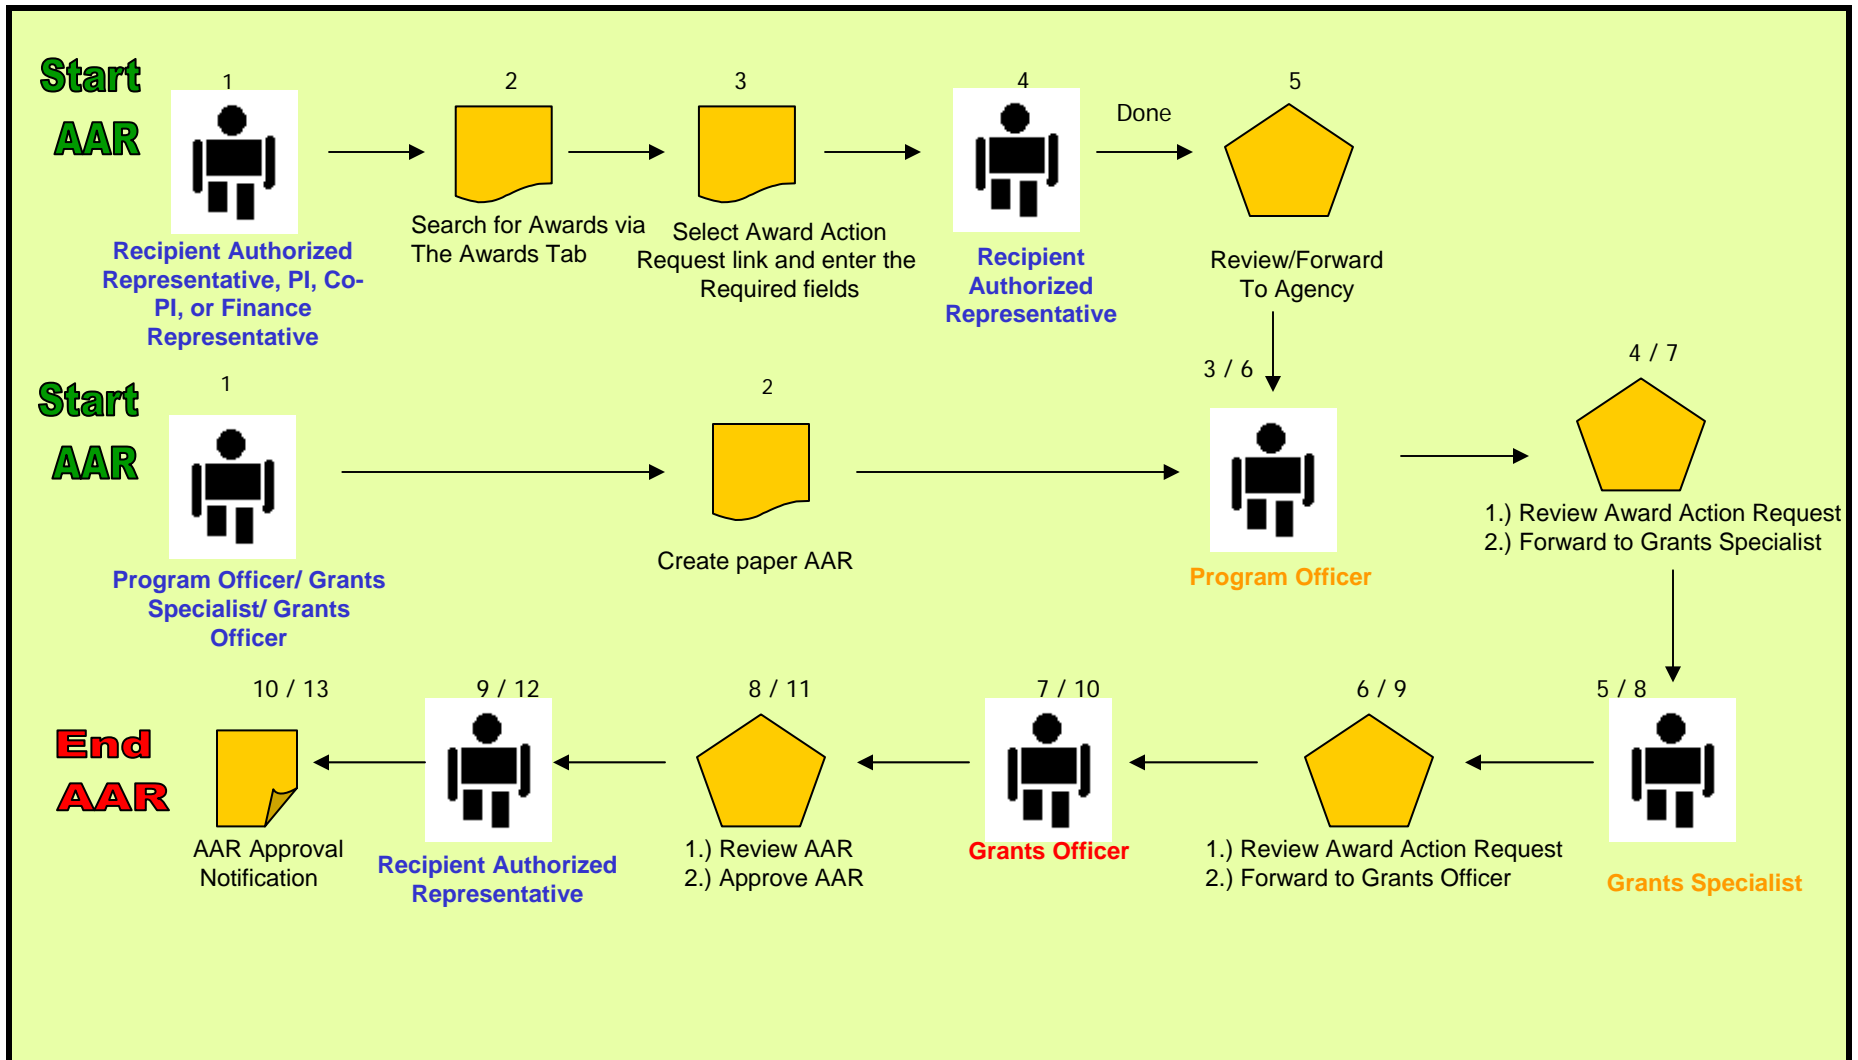 Start
AAR
1
2
3
4
Done
5
Recipient Authorized
Representative, PI, Co-
PI, or Finance
Representative
Search for Awards via
The Awards Tab
Select Award Action
Request link and enter the
Required fields
Recipient
Authorized
Representative
Review/Forward
To Agency
Start
AAR
1
2
3 / 6
4 / 7
Program Officer/ Grants
Specialist/ Grants
Officer
Create paper AAR
Program Officer
1.) Review Award Action Request
2.) Forward to Grants Specialist
End
AAR
10 / 13
9 / 12
8 / 11
7 / 10
6 / 9
5 / 8
AAR Approval
Notification
Recipient Authorized
Representative
1.) Review AAR
2.) Approve AAR
Grants Officer
1.) Review Award Action Request
2.) Forward to Grants Officer
Grants Specialist